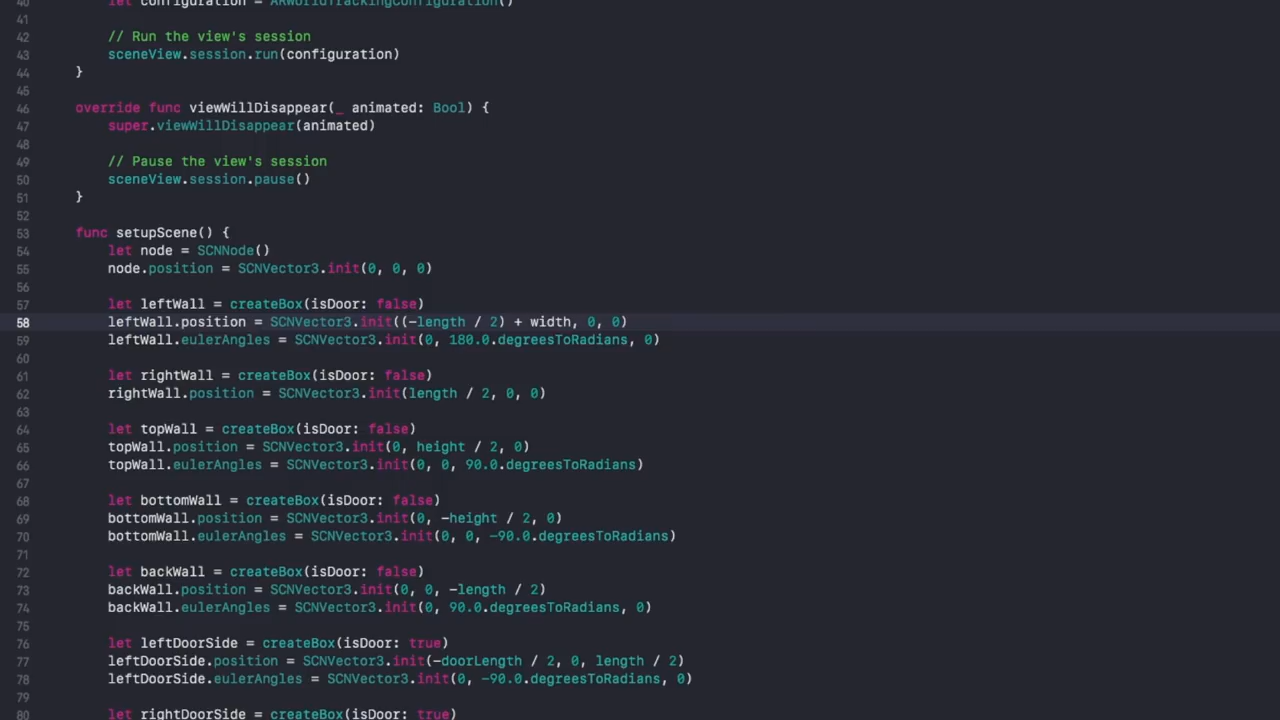 40 let configuration = ARWorldTrackingConfiguration()
41
42 // Run the view's session
43 sceneView.session.run(configuration)
44 }
45
46 override func viewWillDisappear(_ animated: Bool) {
47 super.viewWillDisappear(animated)
48
49 // Pause the view's session
50 sceneView.session.pause()
51 }
52
53 func setupScene() {
54 let node = SCNNode()
55 node.position = SCNVector3.init(0, 0, 0)
56
57 let leftWall = createBox(isDoor: false)
58 leftWall.position = SCNVector3.init((-length / 2) + width, 0, 0)
59 leftWall.eulerAngles = SCNVector3.init(0, 180.0.degreesToRadians, 0)
60
61 let rightWall = createBox(isDoor: false)
62 rightWall.position = SCNVector3.init(length / 2, 0, 0)
63
64 let topWall = createBox(isDoor: false)
65 topWall.position = SCNVector3.init(0, height / 2, 0)
66 topWall.eulerAngles = SCNVector3.init(0, 0, 90.0.degreesToRadians)
67
68 let bottomWall = createBox(isDoor: false)
69 bottomWall.position = SCNVector3.init(0, -height / 2, 0)
70 bottomWall.eulerAngles = SCNVector3.init(0, 0, -90.0.degreesToRadians)
71
72 let backWall = createBox(isDoor: false)
73 backWall.position = SCNVector3.init(0, 0, -length / 2)
74 backWall.eulerAngles = SCNVector3.init(0, 90.0.degreesToRadians, 0)
75
76 let leftDoorSide = createBox(isDoor: true)
77 leftDoorSide.position = SCNVector3.init(-doorLength / 2, 0, length / 2)
78 leftDoorSide.eulerAngles = SCNVector3.init(0, -90.0.degreesToRadians, 0)
79
80 let rightDoorSide = createBox(isDoor: true)